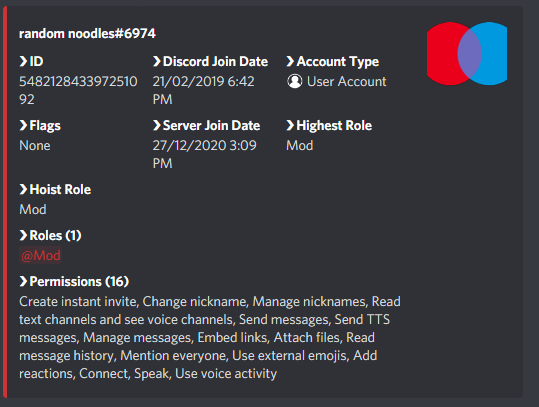 random noodles#6974
❯ID ❯Discord Join Date ❯Account Type
5482128433972510 21/02/2019 6:42 User Account
92 PM
❯Flags ❯Server Join Date ❯Highest Role
None 27/12/2020 3:09 Mod
PM
❯Hoist Role
Mod
❯Roles (1)
@Mod
❯Permissions (16)
Create instant invite, Change nickname, Manage nicknames, Read
text channels and see voice channels, Send messages, Send TTS
messages, Manage messages, Embed links, Attach files, Read
message history, Mention everyone, Use external emojis, Add
reactions, Connect, Speak, Use voice activity